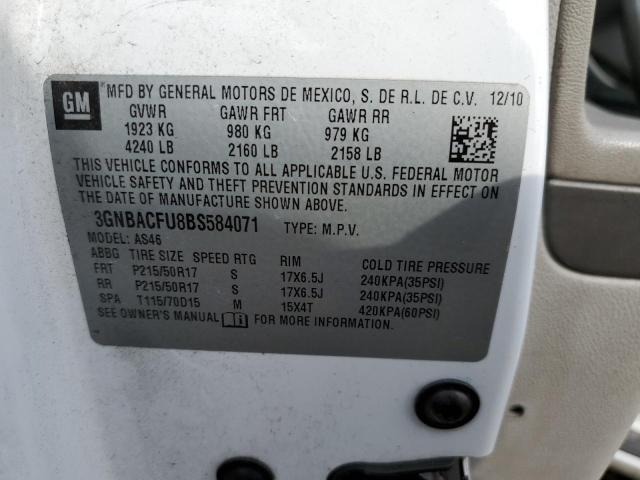 GM MFD BY GENERAL MOTORS DE MEXICO, S. DE R.L. DE C.V. 12/10
GVWR GAWR FRT GAWR RR
1923 KG 980 KG 979 KG
4240 LB 2160 LB 2158 LB
THIS VEHICLE CONFORMS TO ALL APPLICABLE U.S. FEDERAL MOTOR
VEHICLE SAFETY AND THEFT PREVENTION STANDARDS IN EFFECT ON
THE DATE OF MANUFACTURE SHOWN ABOVE.
3GNBACFU8BS584071 TYPE: M.P.V.
MODEL: AS46
ABBG TIRE SIZE SPEED RTG RIM COLD TIRE PRESSURE
FRT P215/50R17 S 17X6.5J 240KPA(35PSI)
RR P215/50R17 S 17X6.5J 240KPA(35PSI)
SPA T115/70D15 M 15X4T 420KPA(60PSI)
SEE OWNER'S MANUAL FOR MORE INFORMATION.